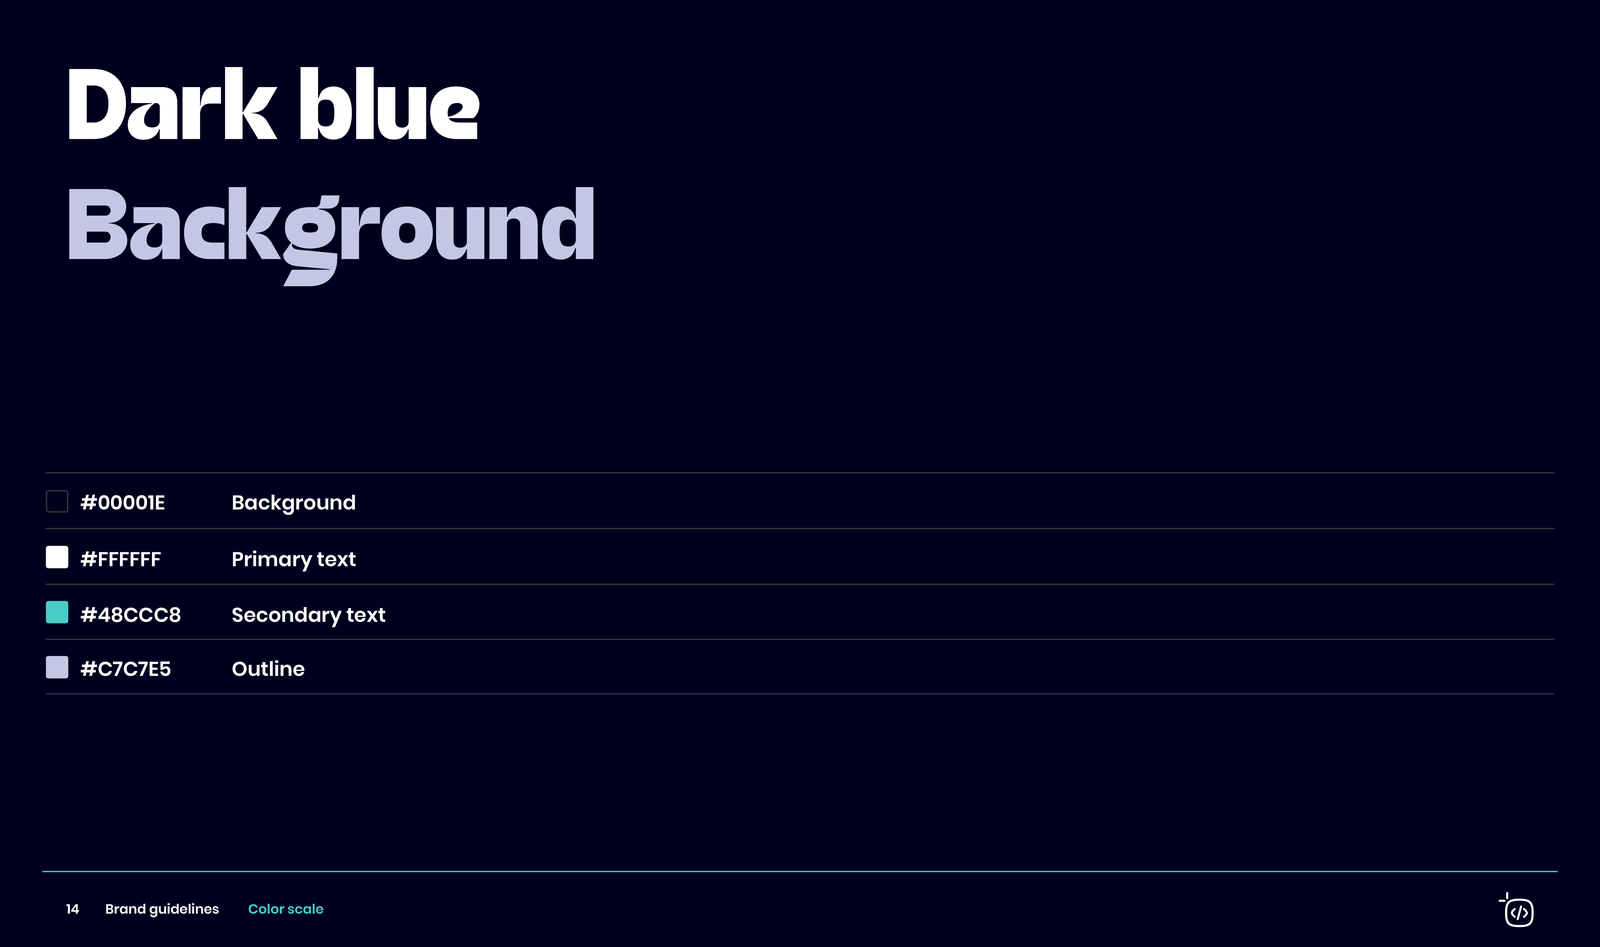 Dark blue
Background
#00001E Background
#FFFFFF Primary text
#48CCC8 Secondary text
#C7C7E5 Outline
14 Brand guidelines Color scale